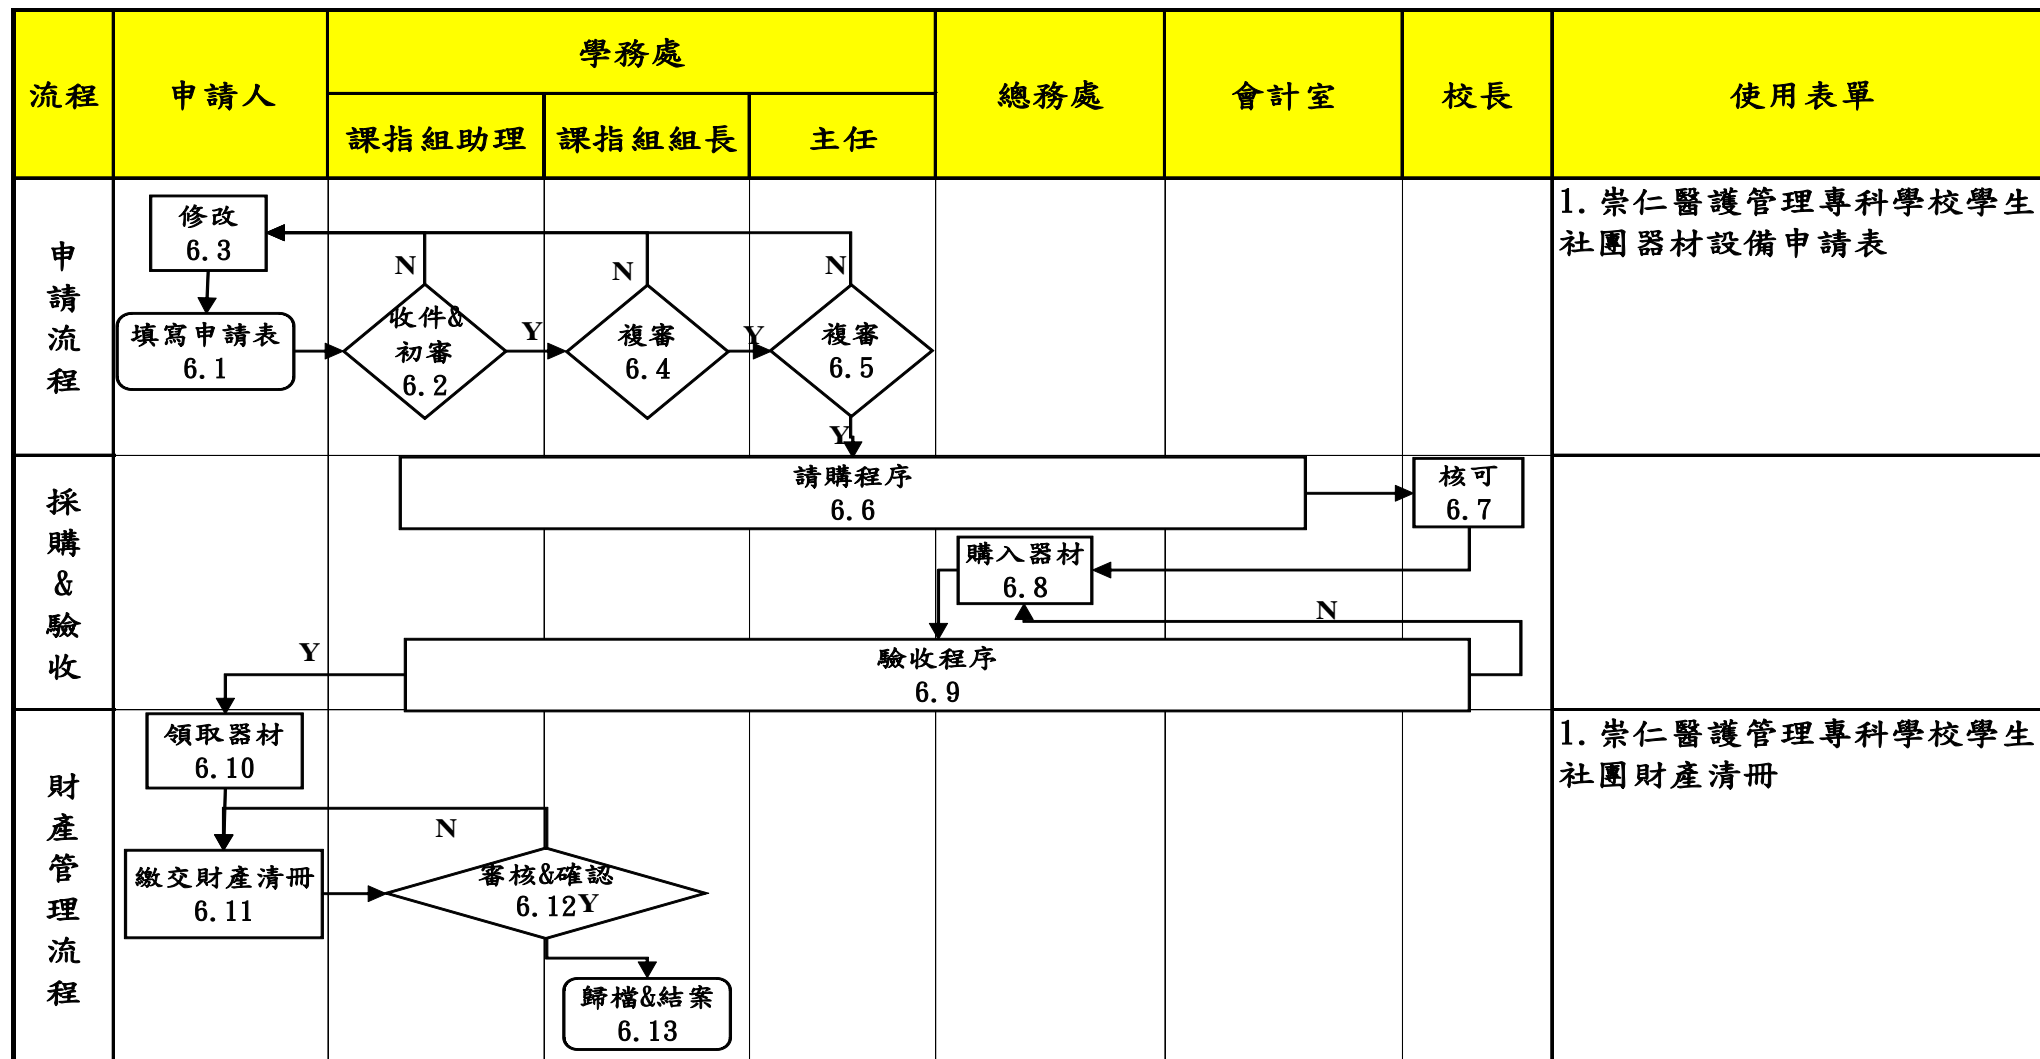 流程
申請人
學務處
課指組助理
課指組組長
主任
總務處
會計室
校長
使用表單
申請流程
修改
6.3
N
N
N
填寫申請表
6.1
收件&
初審
6.2
Y
複審
6.4
Y
複審
6.5
Y
1. 崇仁醫護管理專科學校學生
社團器材設備申請表
採購&驗收
請購程序
6.6
核可
6.7
購入器材
6.8
N
驗收程序
6.9
Y
財產管理流程
領取器材
6.10
N
繳交財產清冊
6.11
審核&確認
6.12Y
歸檔&結案
6.13
1. 崇仁醫護管理專科學校學生
社團財產清冊